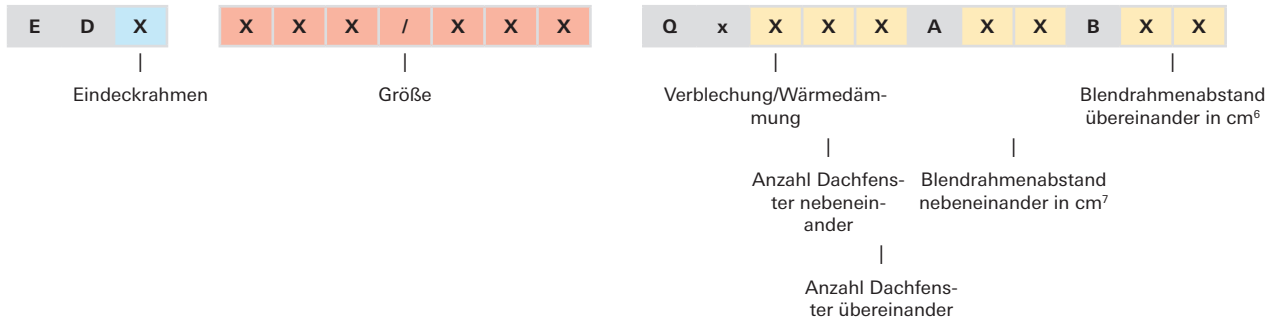 E D X X X X / X X X Q x X X X A X X B X X
| | | |
Eindeckrahmen Größe Verblechung/Wärmedäm-
mung Blendrahmenabstand
übereinander in cm⁶
| |
Anzahl Dachfens-
ter nebenein-
ander
Blendrahmenabstand
nebeneinander in cm⁷
|
Anzahl Dachfens-
ter übereinander